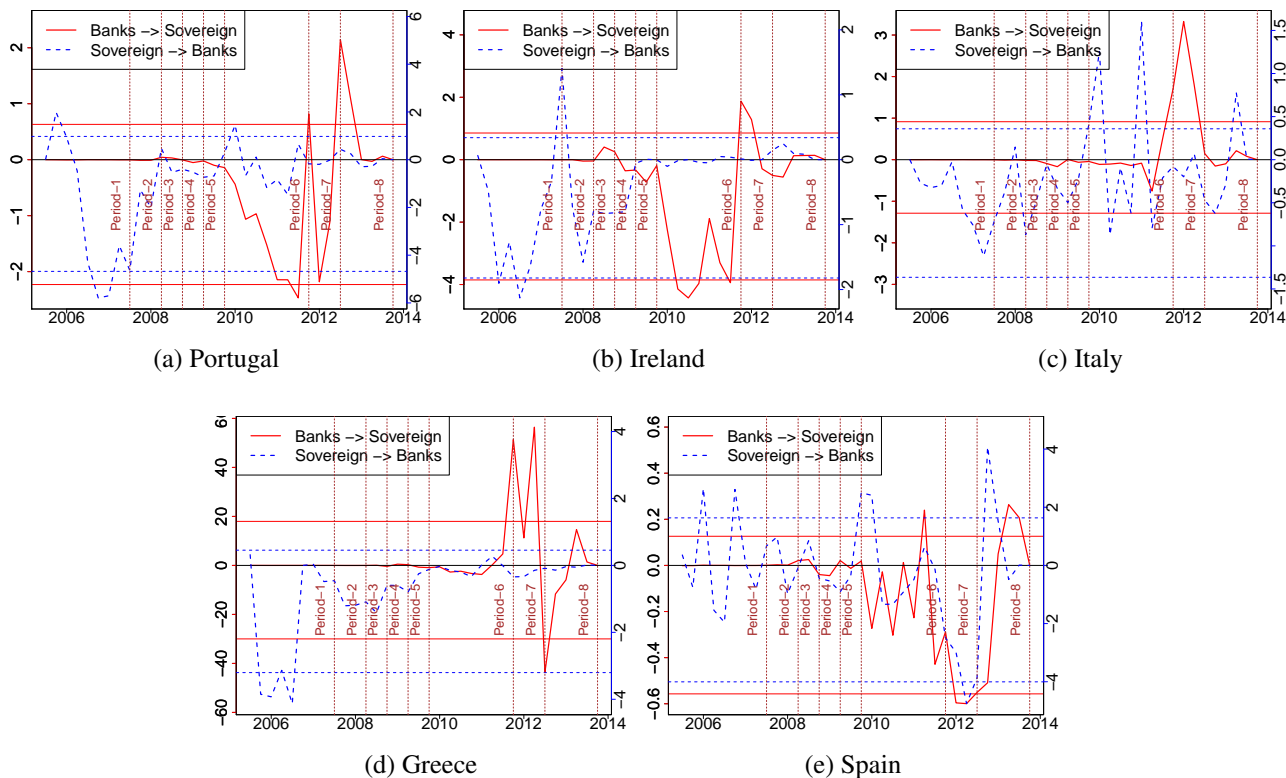 Banks −> Sovereign
Sovereign −> Banks
2
1
0
−1
−2
6
4
2
0
−2
−4
−6
Period−1
Period−2
Period−3
Period−4
Period−5
Period−6
Period−7
Period−8
2006 2008 2010 2012 2014
(a) Portugal
Banks −> Sovereign
Sovereign −> Banks
4
2
0
−2
−4
2
1
0
−1
−2
Period−1
Period−2
Period−3
Period−4
Period−5
Period−6
Period−7
Period−8
2006 2008 2010 2012 2014
(b) Ireland
Banks −> Sovereign
Sovereign −> Banks
3
2
1
0
−1
−2
−3
1.5
1.0
0.5
0.0
−0.5
−1.5
Period−1
Period−2
Period−3
Period−4
Period−5
Period−6
Period−7
Period−8
2006 2008 2010 2012 2014
(c) Italy
Banks −> Sovereign
Sovereign −> Banks
60
40
20
0
−20
−40
−60
4
2
0
−2
−4
Period−1
Period−2
Period−3
Period−4
Period−5
Period−6
Period−7
Period−8
2006 2008 2010 2012 2014
(d) Greece
Banks −> Sovereign
Sovereign −> Banks
0.6
0.4
0.2
0.0
−0.2
−0.4
−0.6
4
2
0
−2
−4
Period−1
Period−2
Period−3
Period−4
Period−5
Period−6
Period−7
Period−8
2006 2008 2010 2012 2014
(e) Spain